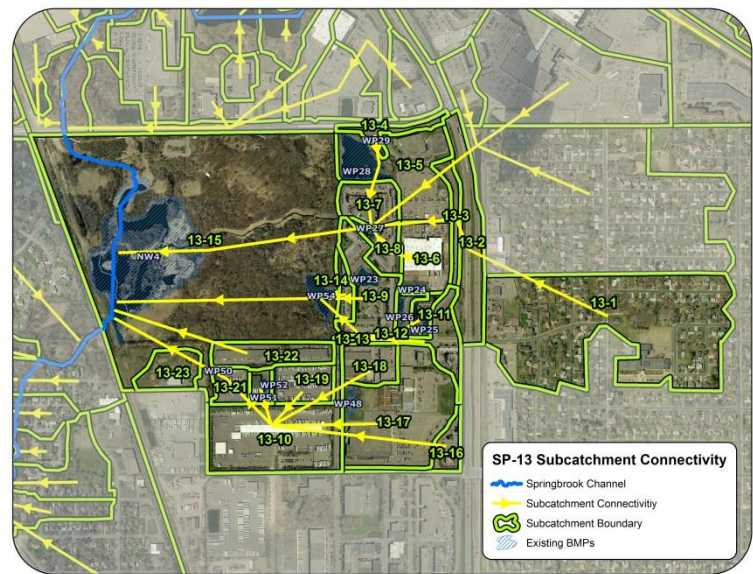 13-4
WP29
13-5
WP28
13-7
13-3
WP27
13-2
13-8
13-15
13-6
NW4
WP23
13-14
WP24
WP54
13-9
13-1
13-11
WP26
WP25
13-12
13-13
13-22
13-18
WP50
13-23
13-19
WP52
13-21
WP51
WP48
13-17
13-10
13-16
SP-13 Subcatchment Connectivity
Springbrook Channel
Subcatchment Connectivitiy
Subcatchment Boundary
Existing BMPs